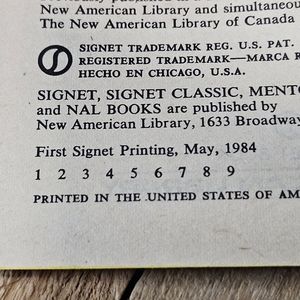 New American Library and simultaneou
The New American Library of Canada
SIGNET TRADEMARK REG. U.S. PAT.
REGISTERED TRADEMARK—MARCA R
HECHO EN CHICAGO, U.S.A.
SIGNET, SIGNET CLASSIC, MENTO
and NAL BOOKS are published by
New American Library, 1633 Broadway
First Signet Printing, May, 1984
1 2 3 4 5 6 7 8 9
PRINTED IN THE UNITED STATES OF AM